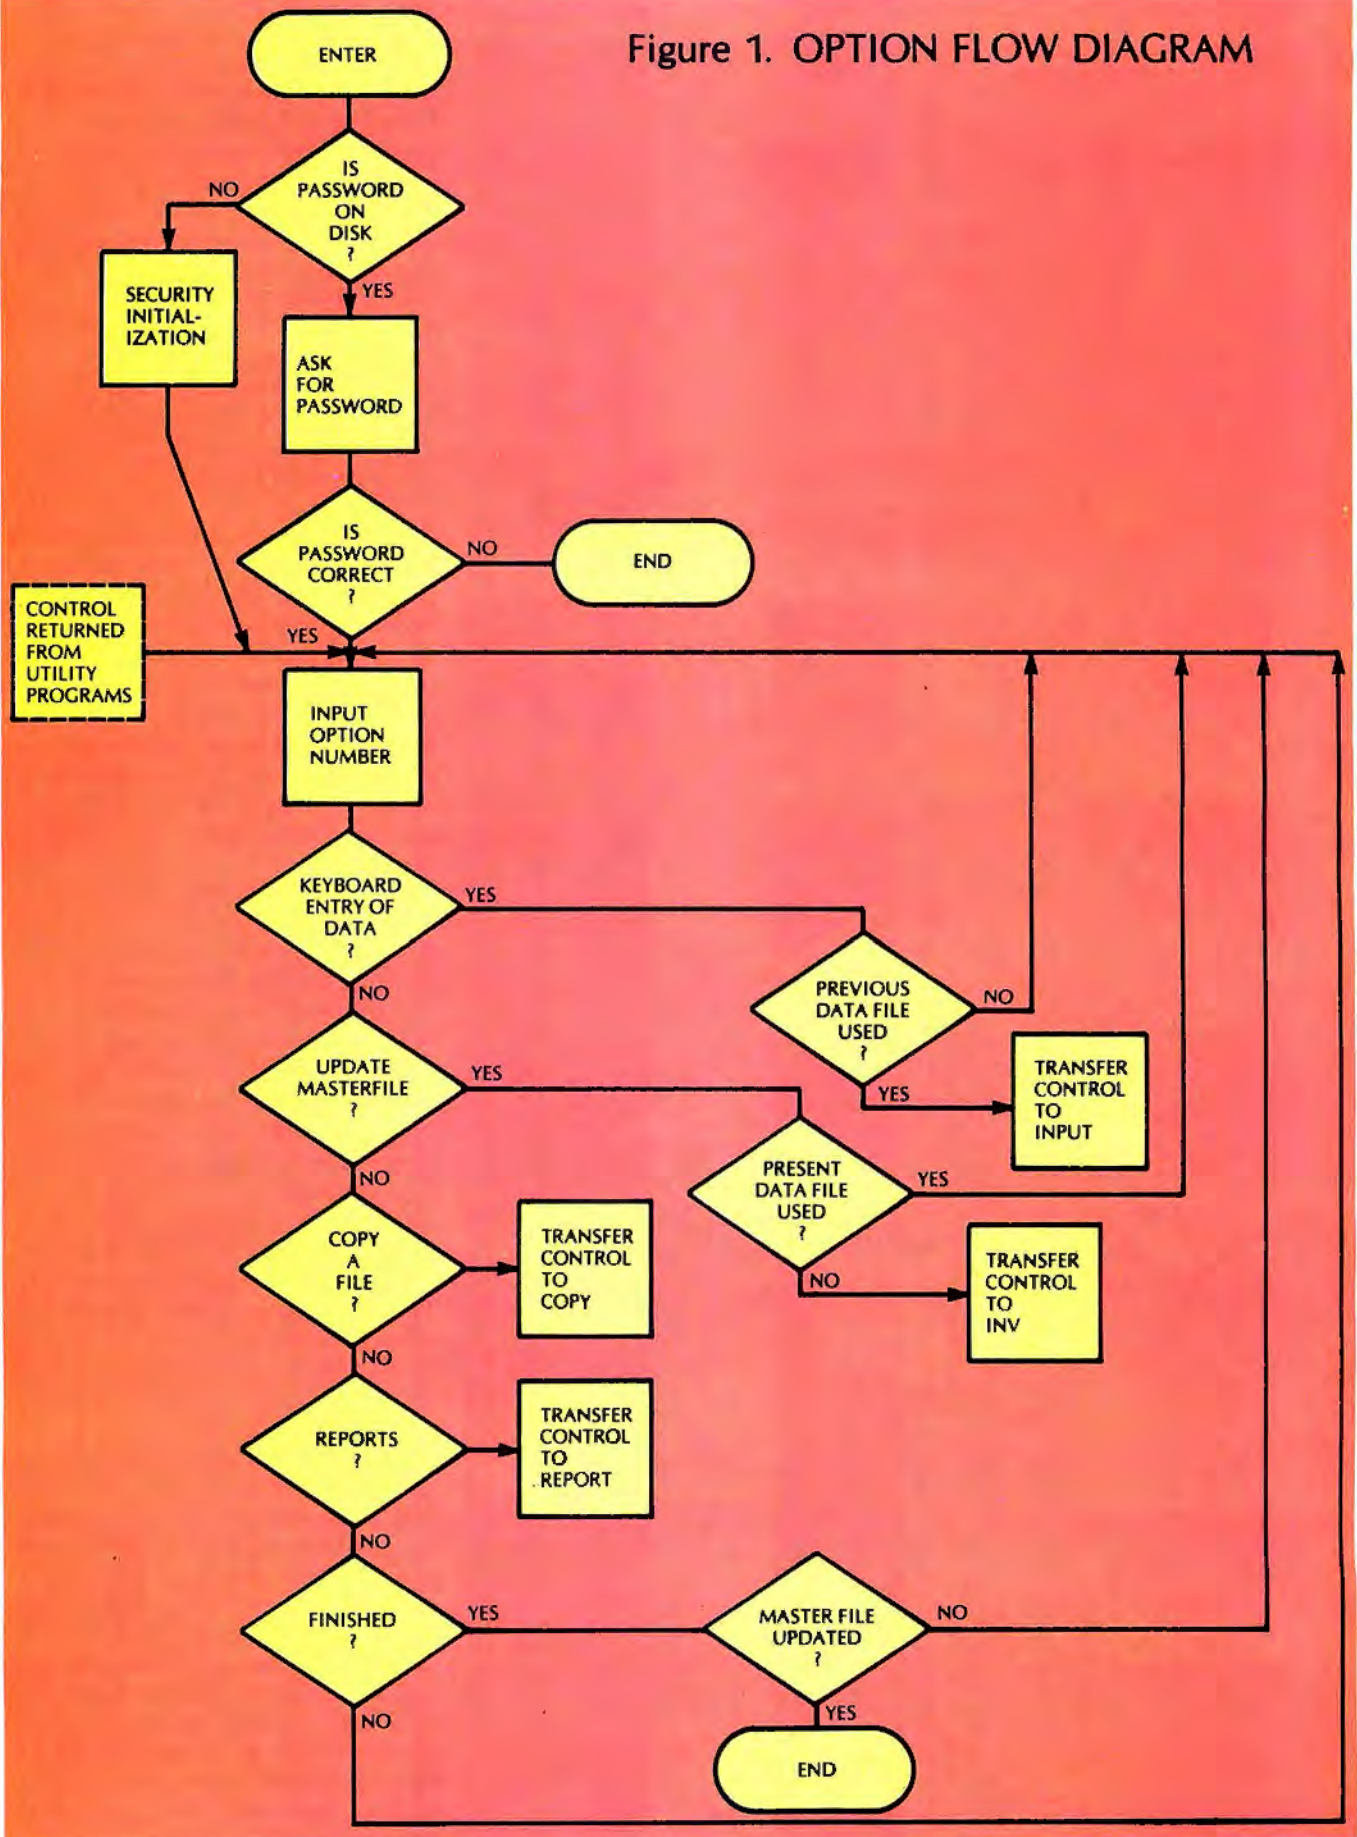 Figure 1. OPTION FLOW DIAGRAM
ENTER
IS
PASSWORD
ON
DISK
?
NO
YES
SECURITY
INITIAL-
IZATION
ASK
FOR
PASSWORD
IS
PASSWORD
CORRECT
?
NO
END
YES
CONTROL
RETURNED
FROM
UTILITY
PROGRAMS
INPUT
OPTION
NUMBER
KEYBOARD
ENTRY OF
DATA
?
YES
NO
PREVIOUS
DATA FILE
USED
?
NO
YES
TRANSFER
CONTROL
TO
INPUT
UPDATE
MASTERFILE
?
YES
NO
PRESENT
DATA FILE
USED
?
YES
NO
TRANSFER
CONTROL
TO
INV
COPY
A
FILE
?
NO
TRANSFER
CONTROL
TO
COPY
REPORTS
?
NO
TRANSFER
CONTROL
TO
REPORT
FINISHED
?
YES
NO
MASTER FILE
UPDATED
?
NO
YES
END